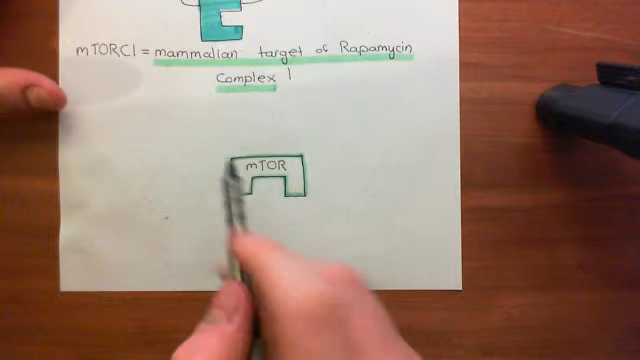 mTORC1 = mammalian target of Rapamycin
Complex 1
mTOR